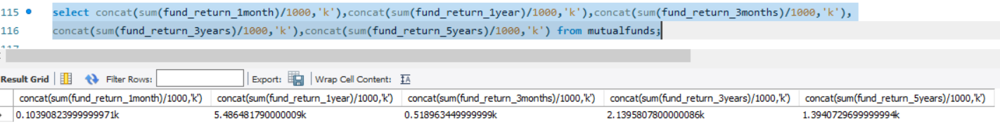 115 select concat(sum(fund_return_1month)/1000,'k'),concat(sum(fund_return_1year)/1000,'k'),concat(sum(fund_return_3months)/1000,'k'),
116 concat(sum(fund_return_3years)/1000,'k'),concat(sum(fund_return_5years)/1000,'k') from mutualfunds;
Result Grid Filter Rows: Export: Wrap Cell Content:
concat(sum(fund_return_1month)/1000,'k') concat(sum(fund_return_1year)/1000,'k') concat(sum(fund_return_3months)/1000,'k') concat(sum(fund_return_3years)/1000,'k') concat(sum(fund_return_5years)/1000,'k')
0.10390823999999971k 5.486481790000009k 0.518963449999999k 2.1395807800000086k 1.3940729699999994k